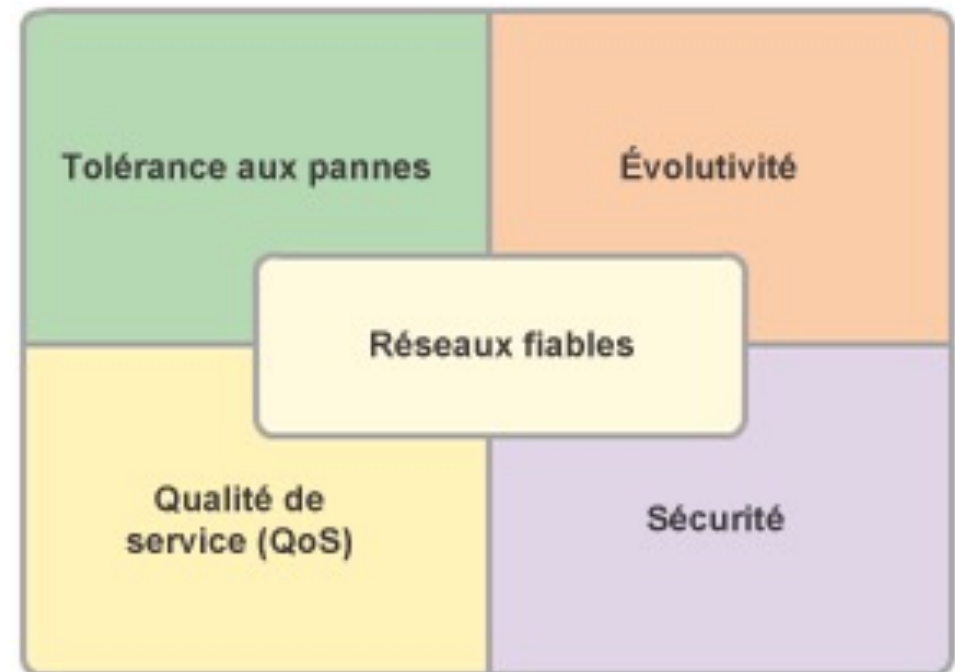 Tolérance aux pannes
Évolutivité
Réseaux fiables
Qualité de
service (QoS)
Sécurité